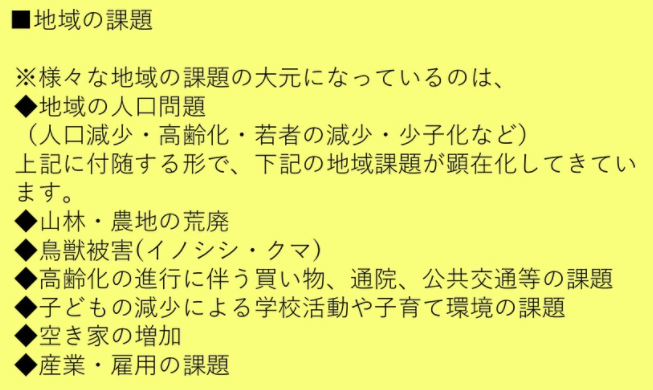 ■地域の課題
※様々な地域の課題の大元になっているのは、
◆地域の人口問題
（人口減少・高齢化・若者の減少・少子化など）
上記に付随する形で、下記の地域課題が顕在化してきてい
ます。
◆山林・農地の荒廃
◆鳥獣被害(イノシシ・クマ)
◆高齢化の進行に伴う買い物、通院、公共交通等の課題
◆子どもの減少による学校活動や子育て環境の課題
◆空き家の増加
◆産業・雇用の課題